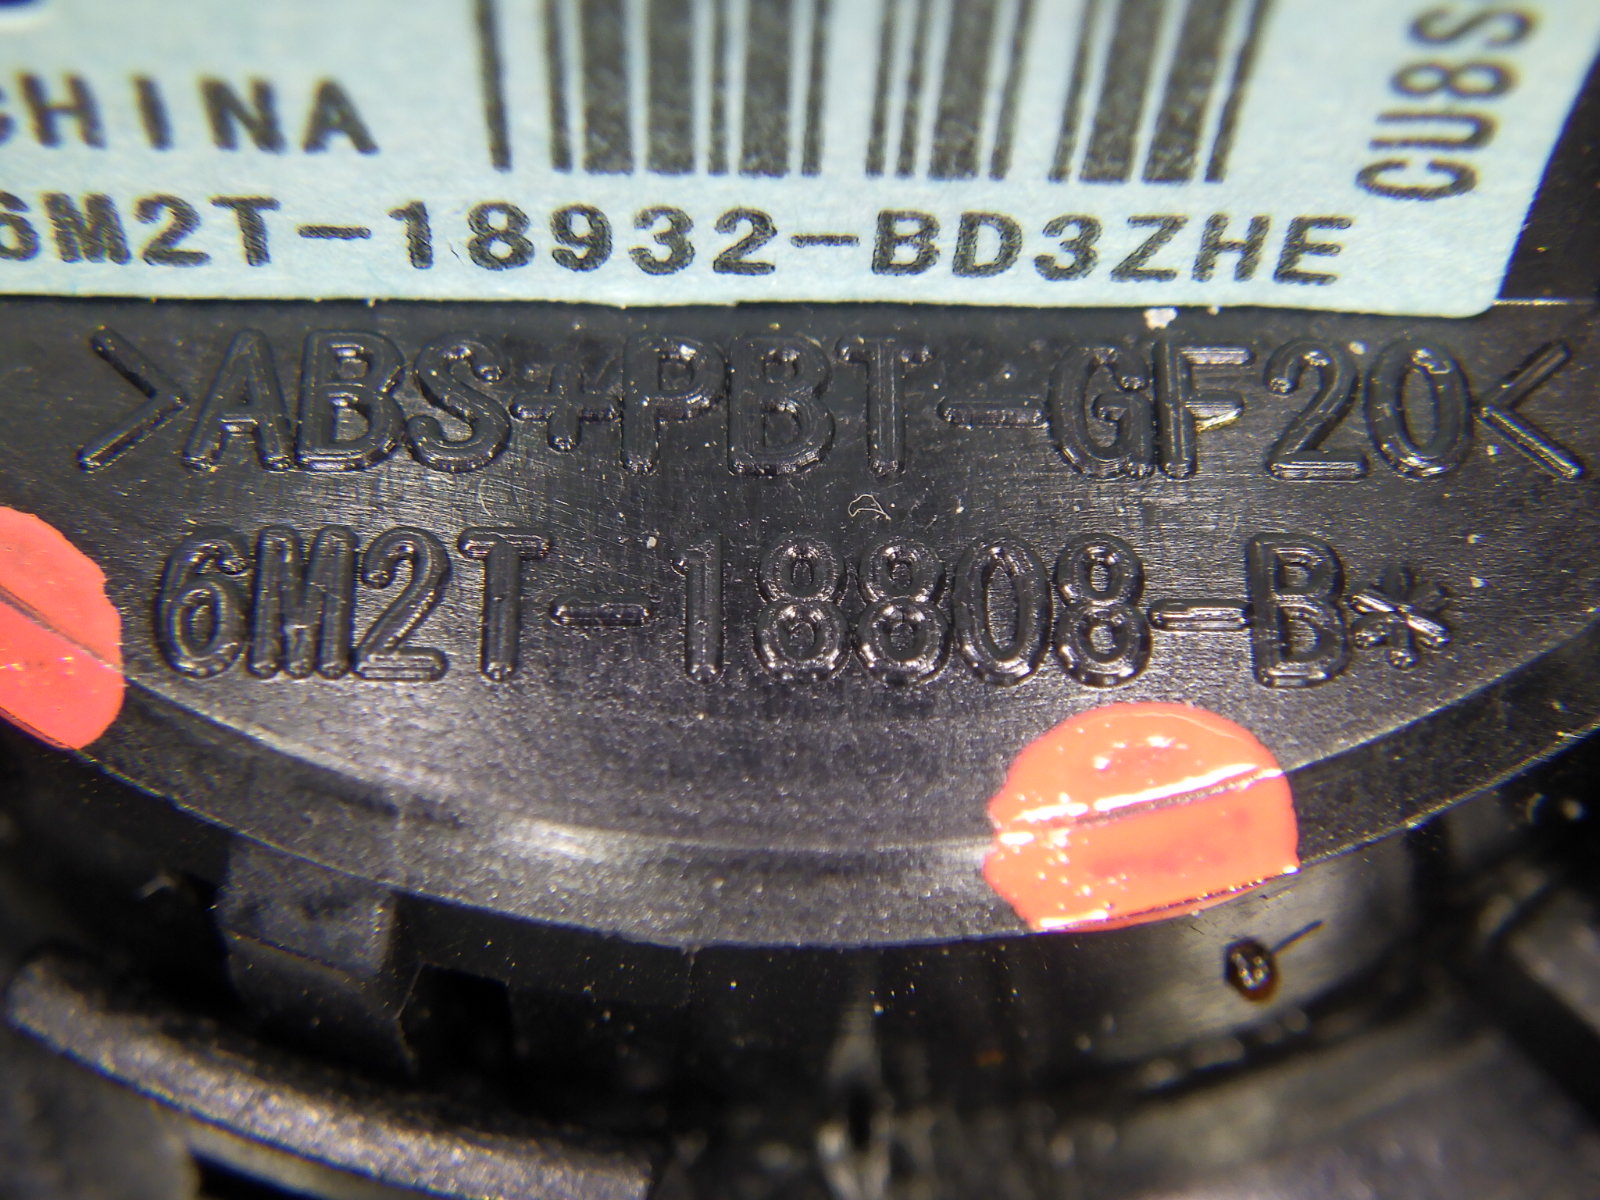 CHINA
6M2T-18932-BD3ZHE
CU8S
>ABS+PBT-GF20<
6M2T-18808-B*